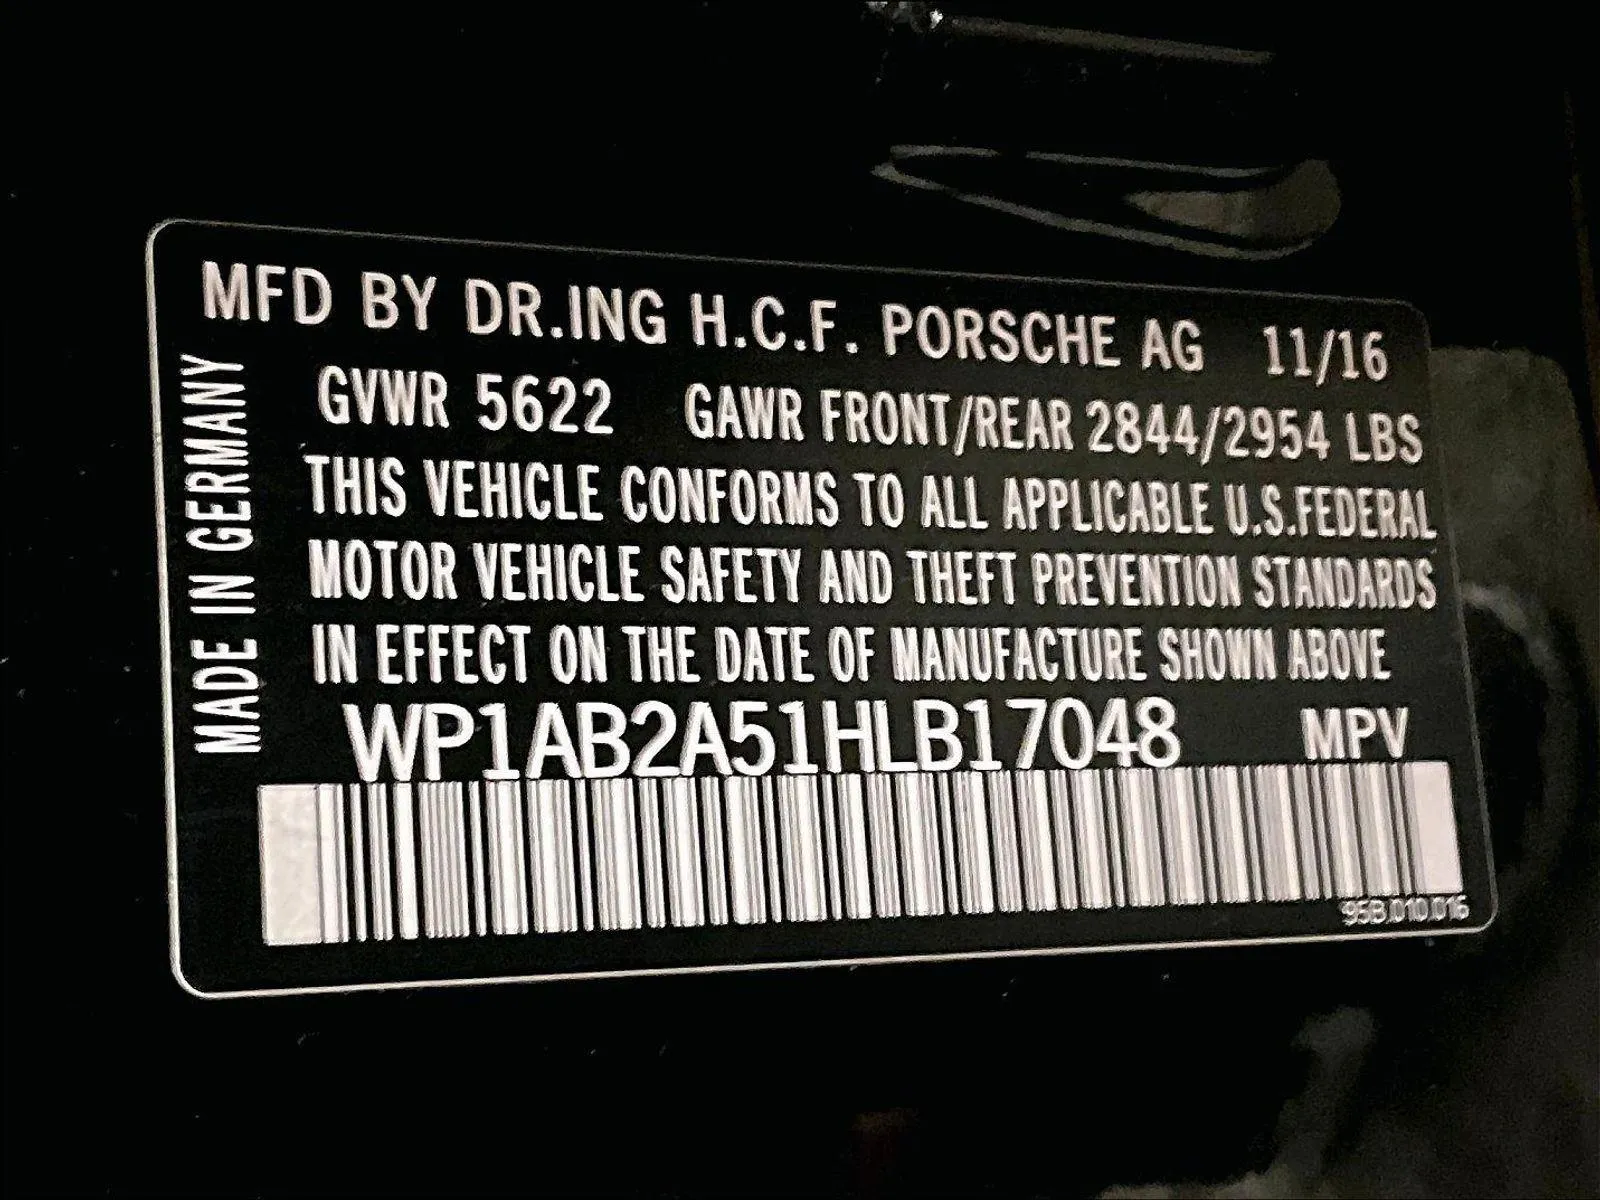 MFD BY DR.ING H.C.F. PORSCHE AG 11/16
GVWR 5622 GAWR FRONT/REAR 2844/2954 LBS
THIS VEHICLE CONFORMS TO ALL APPLICABLE U.S.FEDERAL
MOTOR VEHICLE SAFETY AND THEFT PREVENTION STANDARDS
IN EFFECT ON THE DATE OF MANUFACTURE SHOWN ABOVE
WP1AB2A51HLB17048 MPV
95B.010.016
MADE IN GERMANY